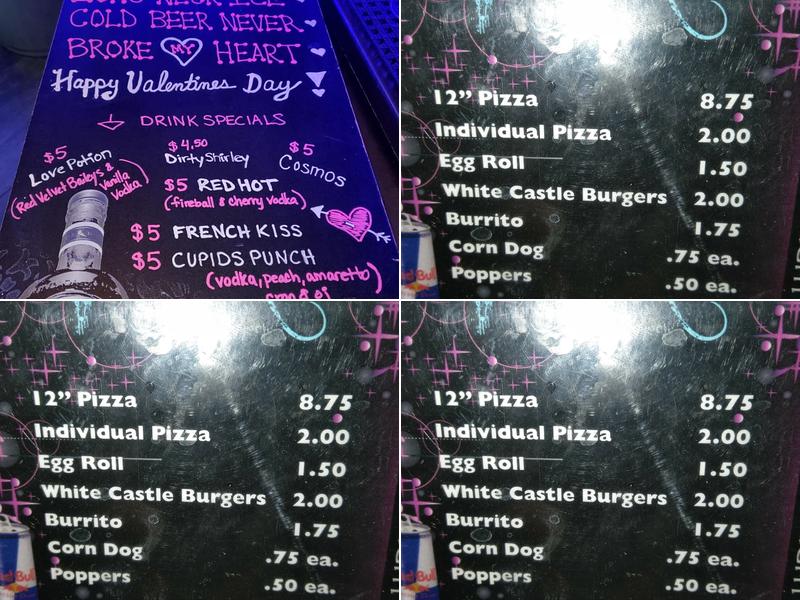 LONG NECK ICE
COLD BEER NEVER
BROKE MY HEART
Happy Valentines Day!
DRINK SPECIALS
$5 Love Potion
(Red Velvet Baileys & Vanilla Vodka)
$4.50 Dirty Shirley
$5 Cosmos
$5 RED HOT
(fireball & cherry vodka)
$5 FRENCH KISS
$5 CUPIDS PUNCH
(vodka, peach, amaretto)
12” Pizza 8.75
Individual Pizza 2.00
Egg Roll 1.50
White Castle Burgers 2.00
Burrito 1.75
Corn Dog .75 ea.
Poppers .50 ea.
Bull
12” Pizza 8.75
Individual Pizza 2.00
Egg Roll 1.50
White Castle Burgers 2.00
Burrito 1.75
Corn Dog .75 ea.
Poppers .50 ea.
Bull
12” Pizza 8.75
Individual Pizza 2.00
Egg Roll 1.50
White Castle Burgers 2.00
Burrito 1.75
Corn Dog .75 ea.
Poppers .50 ea.
Bull